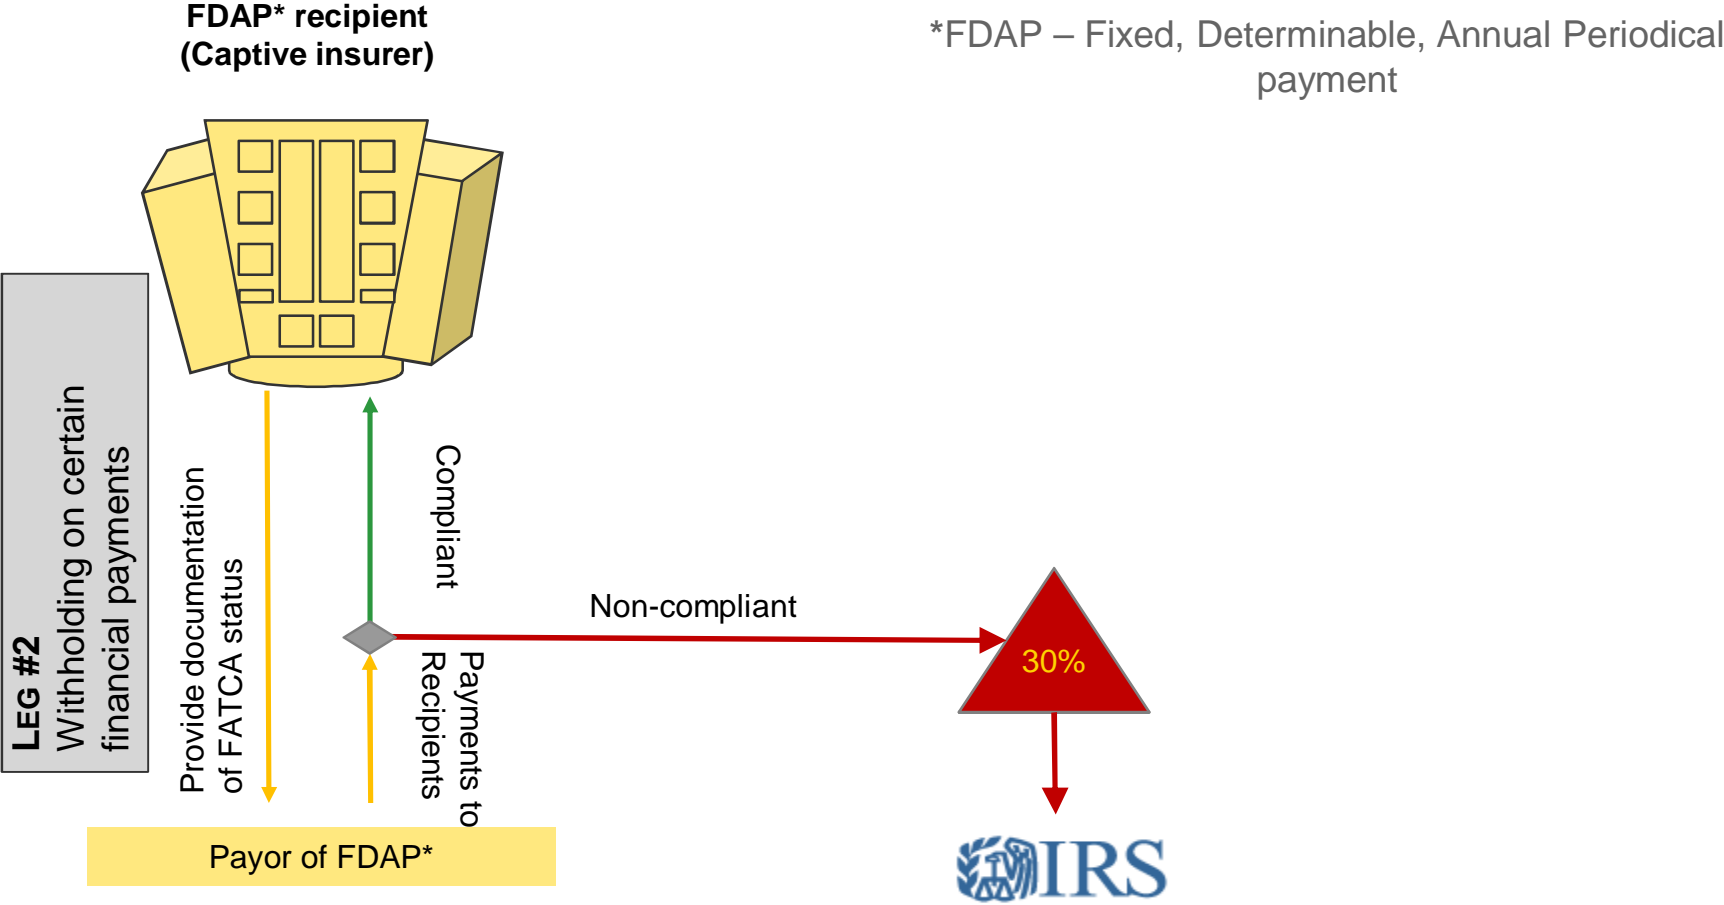 FDAP* recipient
(Captive insurer)
*FDAP – Fixed, Determinable, Annual Periodical
payment
LEG #2
Withholding on certain
financial payments
Provide documentation
of FATCA status
Compliant
Payments to
Recipients
Non-compliant
30%
Payor of FDAP*
IRS